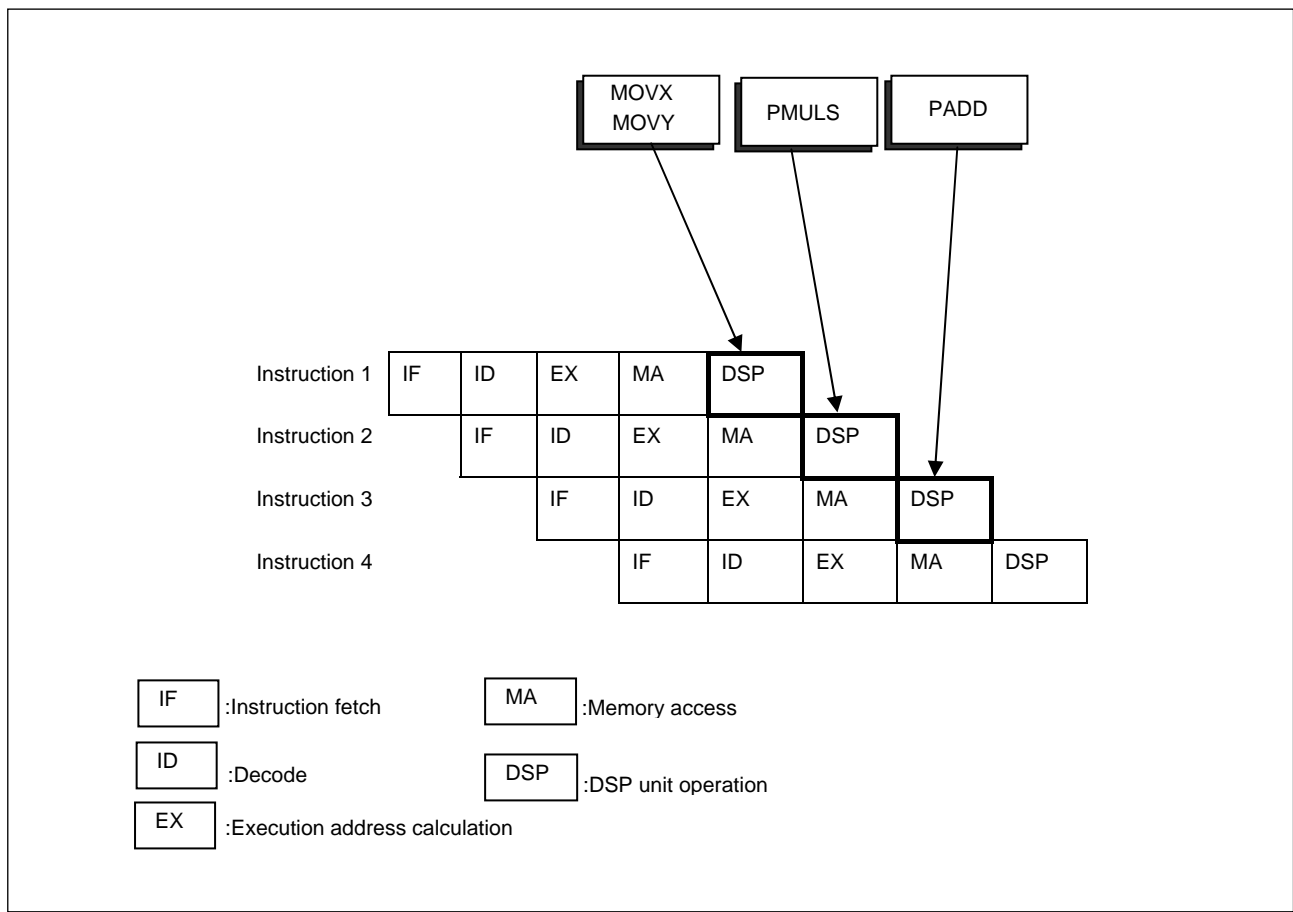 MOVX
MOVY
PMULS
PADD
Instruction 1 IF ID EX MA DSP
Instruction 2 IF ID EX MA DSP
Instruction 3 IF ID EX MA DSP
Instruction 4 IF ID EX MA DSP
IF :Instruction fetch
MA :Memory access
ID :Decode
DSP :DSP unit operation
EX :Execution address calculation